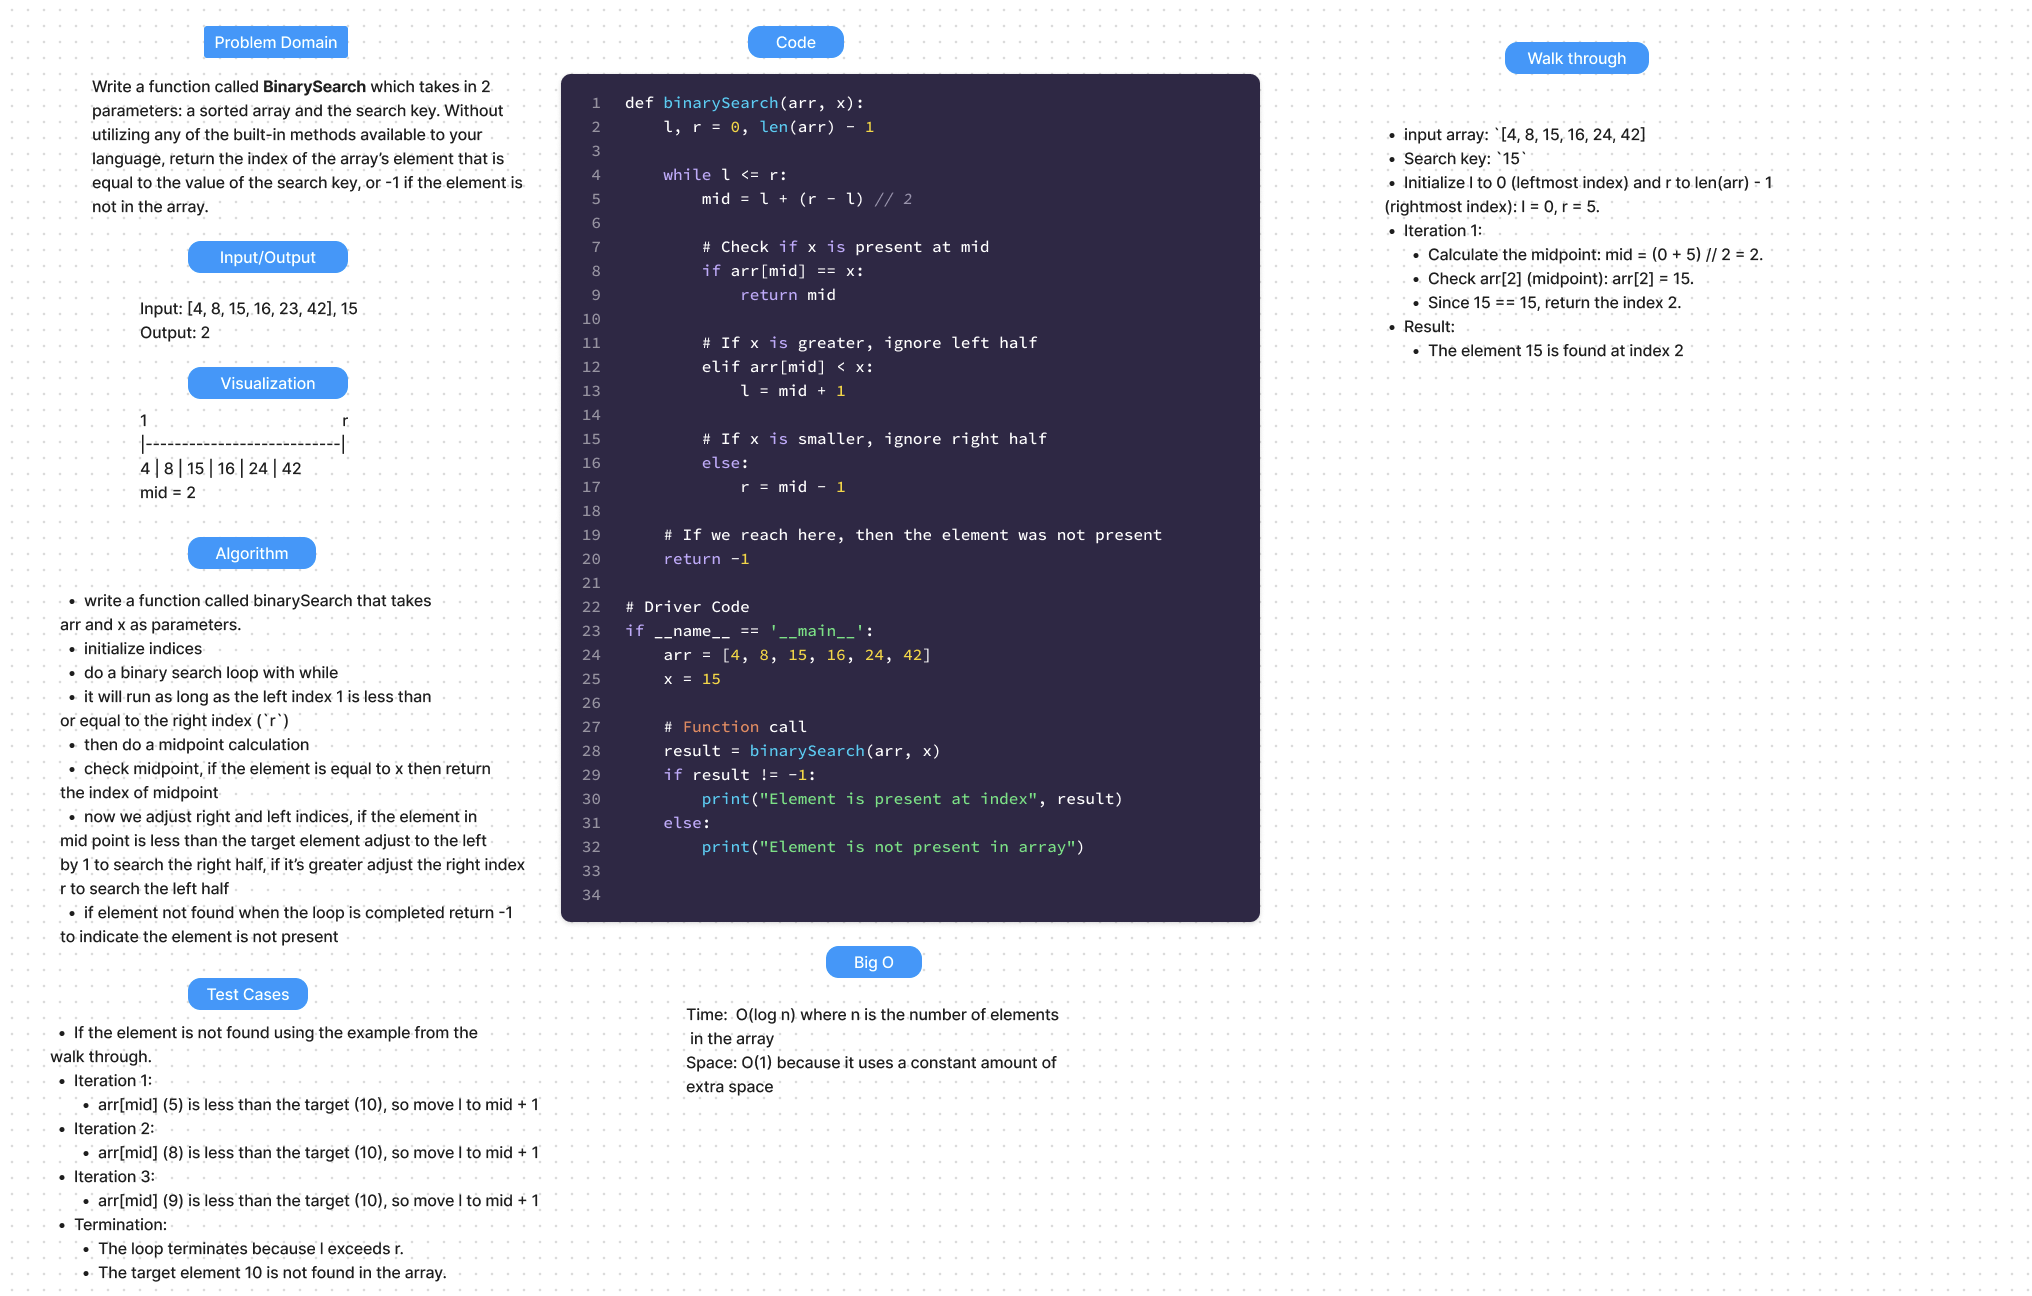 Problem Domain
Write a function called BinarySearch which takes in 2
parameters: a sorted array and the search key. Without
utilizing any of the built-in methods available to your
language, return the index of the array’s element that is
equal to the value of the search key, or -1 if the element is
not in the array.
Input/Output
Input: [4, 8, 15, 16, 23, 42], 15
Output: 2
Visualization
1 r
|---------------------------|
4 | 8 | 15 | 16 | 24 | 42
mid = 2
Algorithm
• write a function called binarySearch that takes
arr and x as parameters.
• initialize indices
• do a binary search loop with while
• it will run as long as the left index 1 is less than
or equal to the right index (`r`)
• then do a midpoint calculation
• check midpoint, if the element is equal to x then return
the index of midpoint
• now we adjust right and left indices, if the element in
mid point is less than the target element adjust to the left
by 1 to search the right half, if it’s greater adjust the right index
r to search the left half
• if element not found when the loop is completed return -1
to indicate the element is not present
Test Cases
• If the element is not found using the example from the
walk through.
• Iteration 1:
• arr[mid] (5) is less than the target (10), so move l to mid + 1
• Iteration 2:
• arr[mid] (8) is less than the target (10), so move l to mid + 1
• Iteration 3:
• arr[mid] (9) is less than the target (10), so move l to mid + 1
• Termination:
• The loop terminates because l exceeds r.
• The target element 10 is not found in the array.
Code
1 def binarySearch(arr, x):
2     l, r = 0, len(arr) - 1
3
4     while l <= r:
5         mid = l + (r - l) // 2
6
7         # Check if x is present at mid
8         if arr[mid] == x:
9             return mid
10
11         # If x is greater, ignore left half
12         elif arr[mid] < x:
13             l = mid + 1
14
15         # If x is smaller, ignore right half
16         else:
17             r = mid - 1
18
19     # If we reach here, then the element was not present
20     return -1
21
22 # Driver Code
23 if __name__ == '__main__':
24     arr = [4, 8, 15, 16, 24, 42]
25     x = 15
26
27     # Function call
28     result = binarySearch(arr, x)
29     if result != -1:
30         print("Element is present at index", result)
31     else:
32         print("Element is not present in array")
33
34
Big O
Time:  O(log n) where n is the number of elements
in the array
Space: O(1) because it uses a constant amount of
extra space
Walk through
• input array: `[4, 8, 15, 16, 24, 42]
• Search key: `15`
• Initialize l to 0 (leftmost index) and r to len(arr) - 1
(rightmost index): l = 0, r = 5.
• Iteration 1:
• Calculate the midpoint: mid = (0 + 5) // 2 = 2.
• Check arr[2] (midpoint): arr[2] = 15.
• Since 15 == 15, return the index 2.
• Result:
• The element 15 is found at index 2